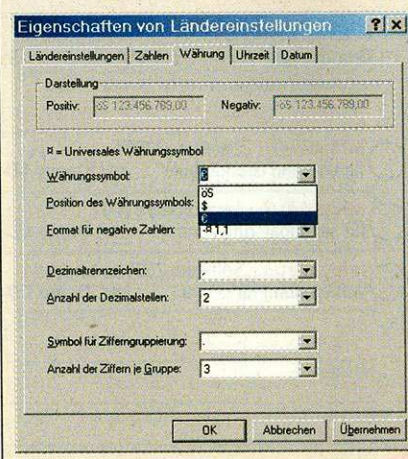 Eigenschaften von Ländereinstellungen ? ×
Ländereinstellungen Zahlen Währung Uhrzeit Datum
Darstellung
Positiv: öS 123.456.789,00 Negativ: -öS 123.456.789,00
¤ = Universales Währungssymbol
Währungssymbol: €
öS
Position des Währungssymbols: $
€
Format für negative Zahlen: -¤ 1,1
Dezimaltrennzeichen: ,
Anzahl der Dezimalstellen: 2
Symbol für Zifferngruppierung: .
Anzahl der Ziffern je Gruppe: 3
OK Abbrechen Übernehmen